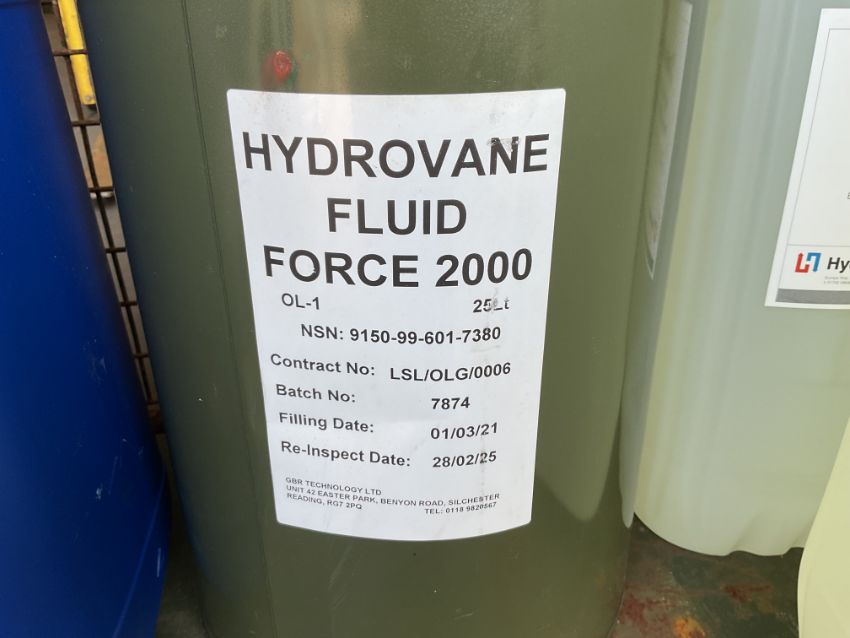 HYDROVANE
FLUID
FORCE 2000
OL-1 25Lt
NSN: 9150-99-601-7380
Contract No: LSL/OLG/0006
Batch No: 7874
Filling Date: 01/03/21
Re-Inspect Date: 28/02/25
GBR TECHNOLOGY LTD
UNIT 42 EASTER PARK, BENYON ROAD, SILCHESTER
READING, RG7 2PQ TEL: 0118 9820567
Hy